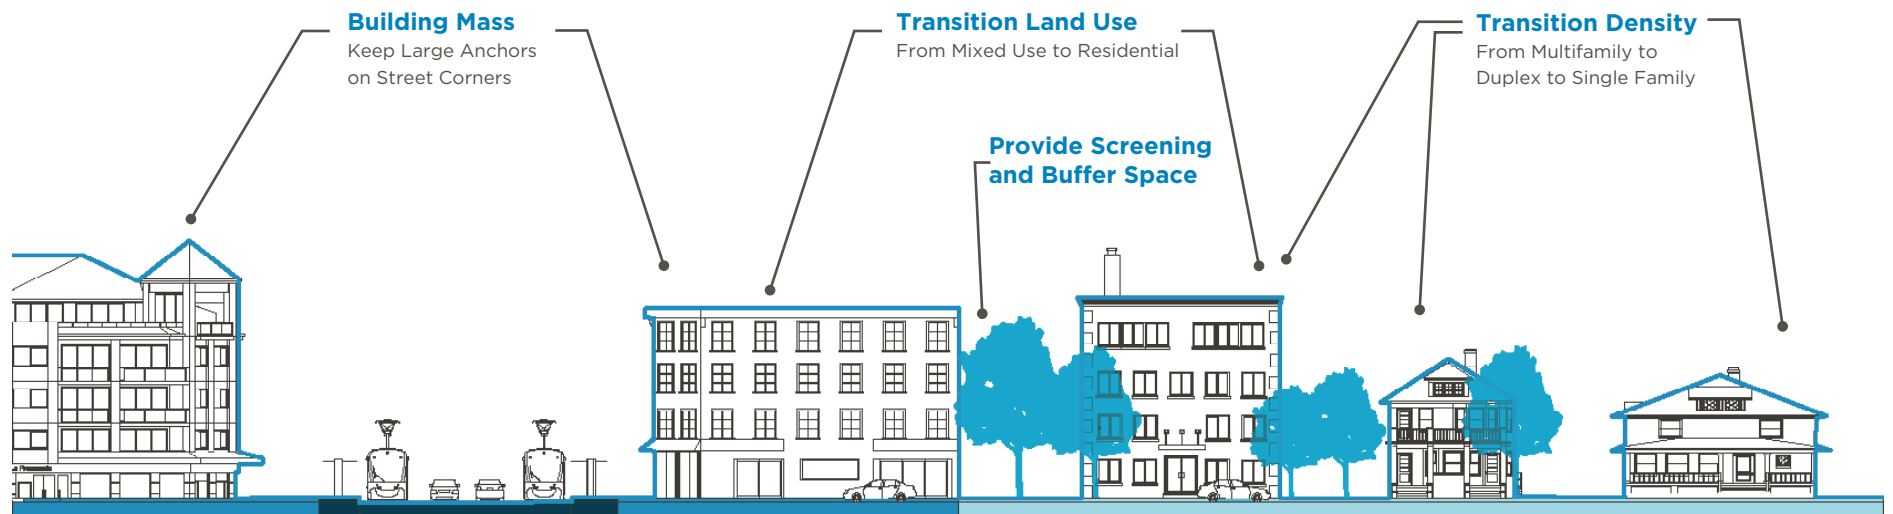 Building Mass
Keep Large Anchors
on Street Corners
Transition Land Use
From Mixed Use to Residential
Transition Density
From Multifamily to
Duplex to Single Family
Provide Screening
and Buffer Space